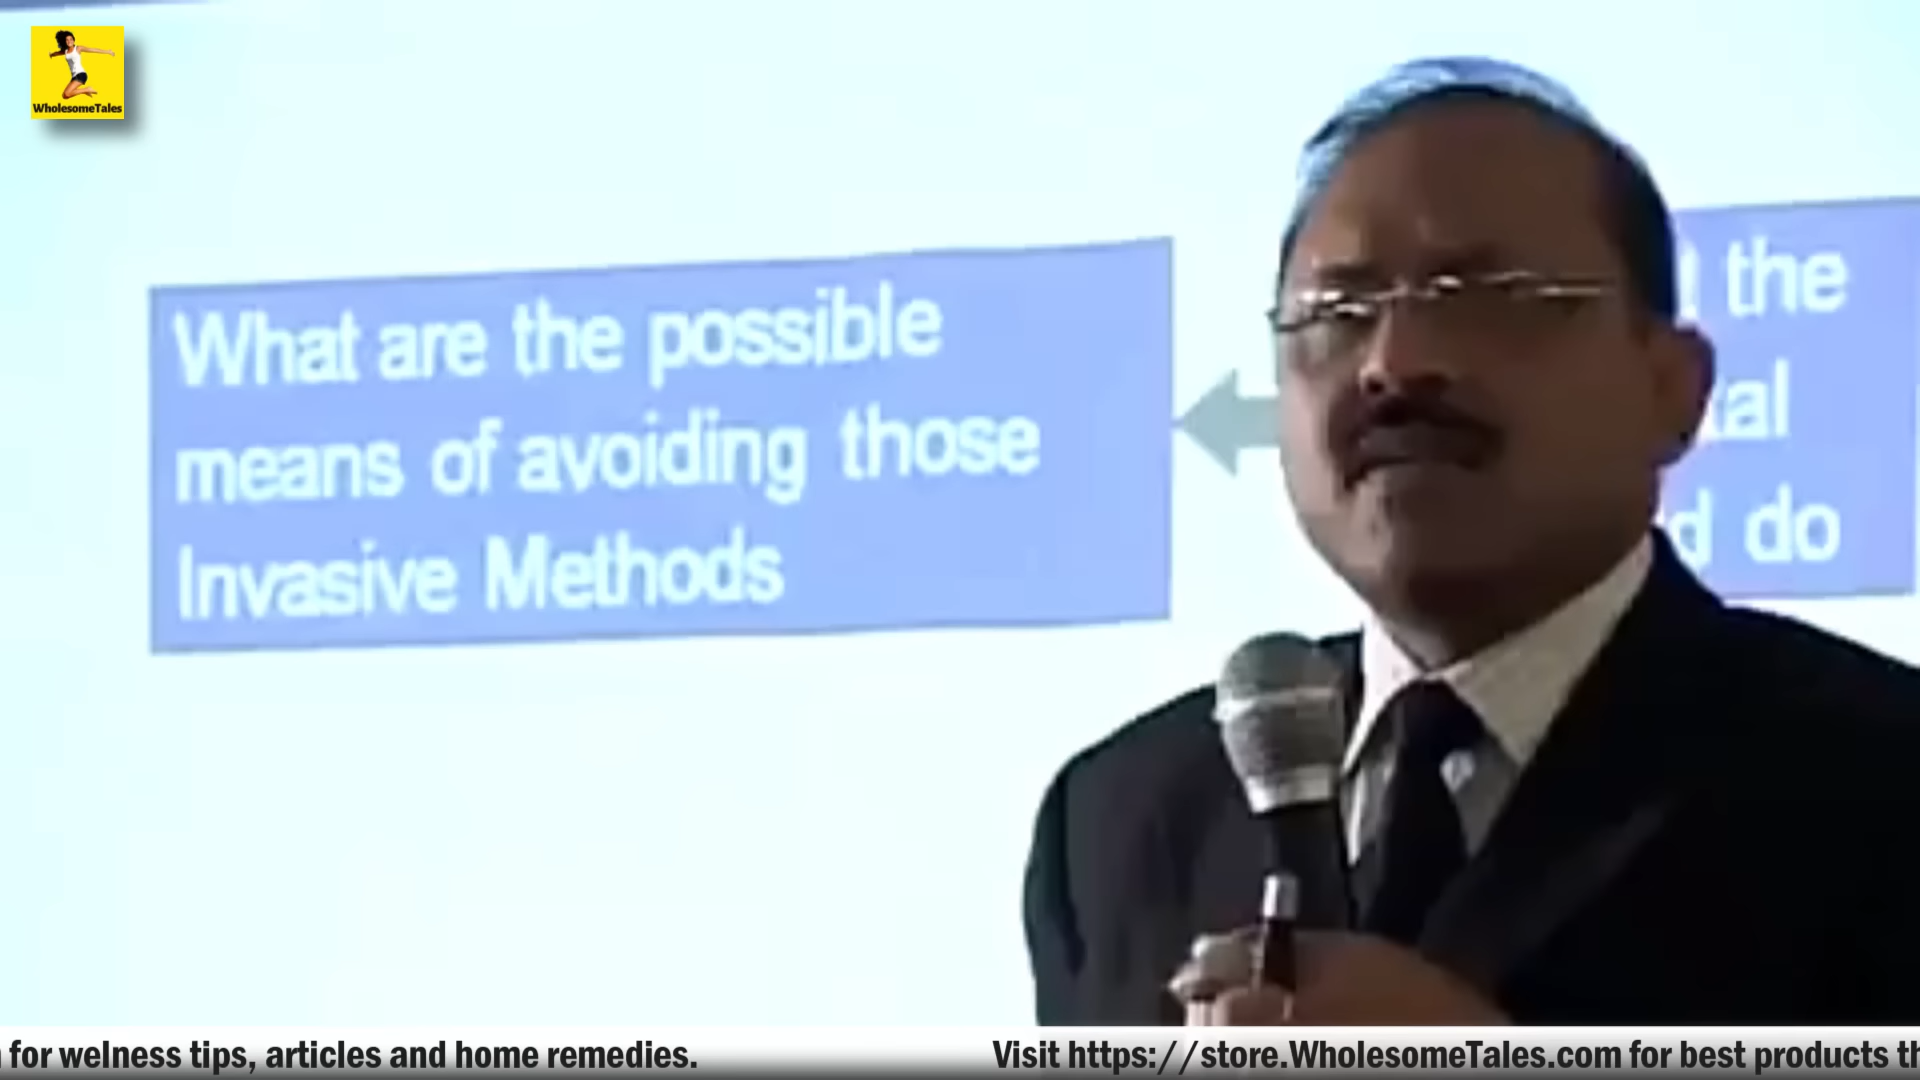 WholesomeTales
What are the possible
means of avoiding those
Invasive Methods
the
do
for welness tips, articles and home remedies.
Visit https://store.WholesomeTales.com for best products